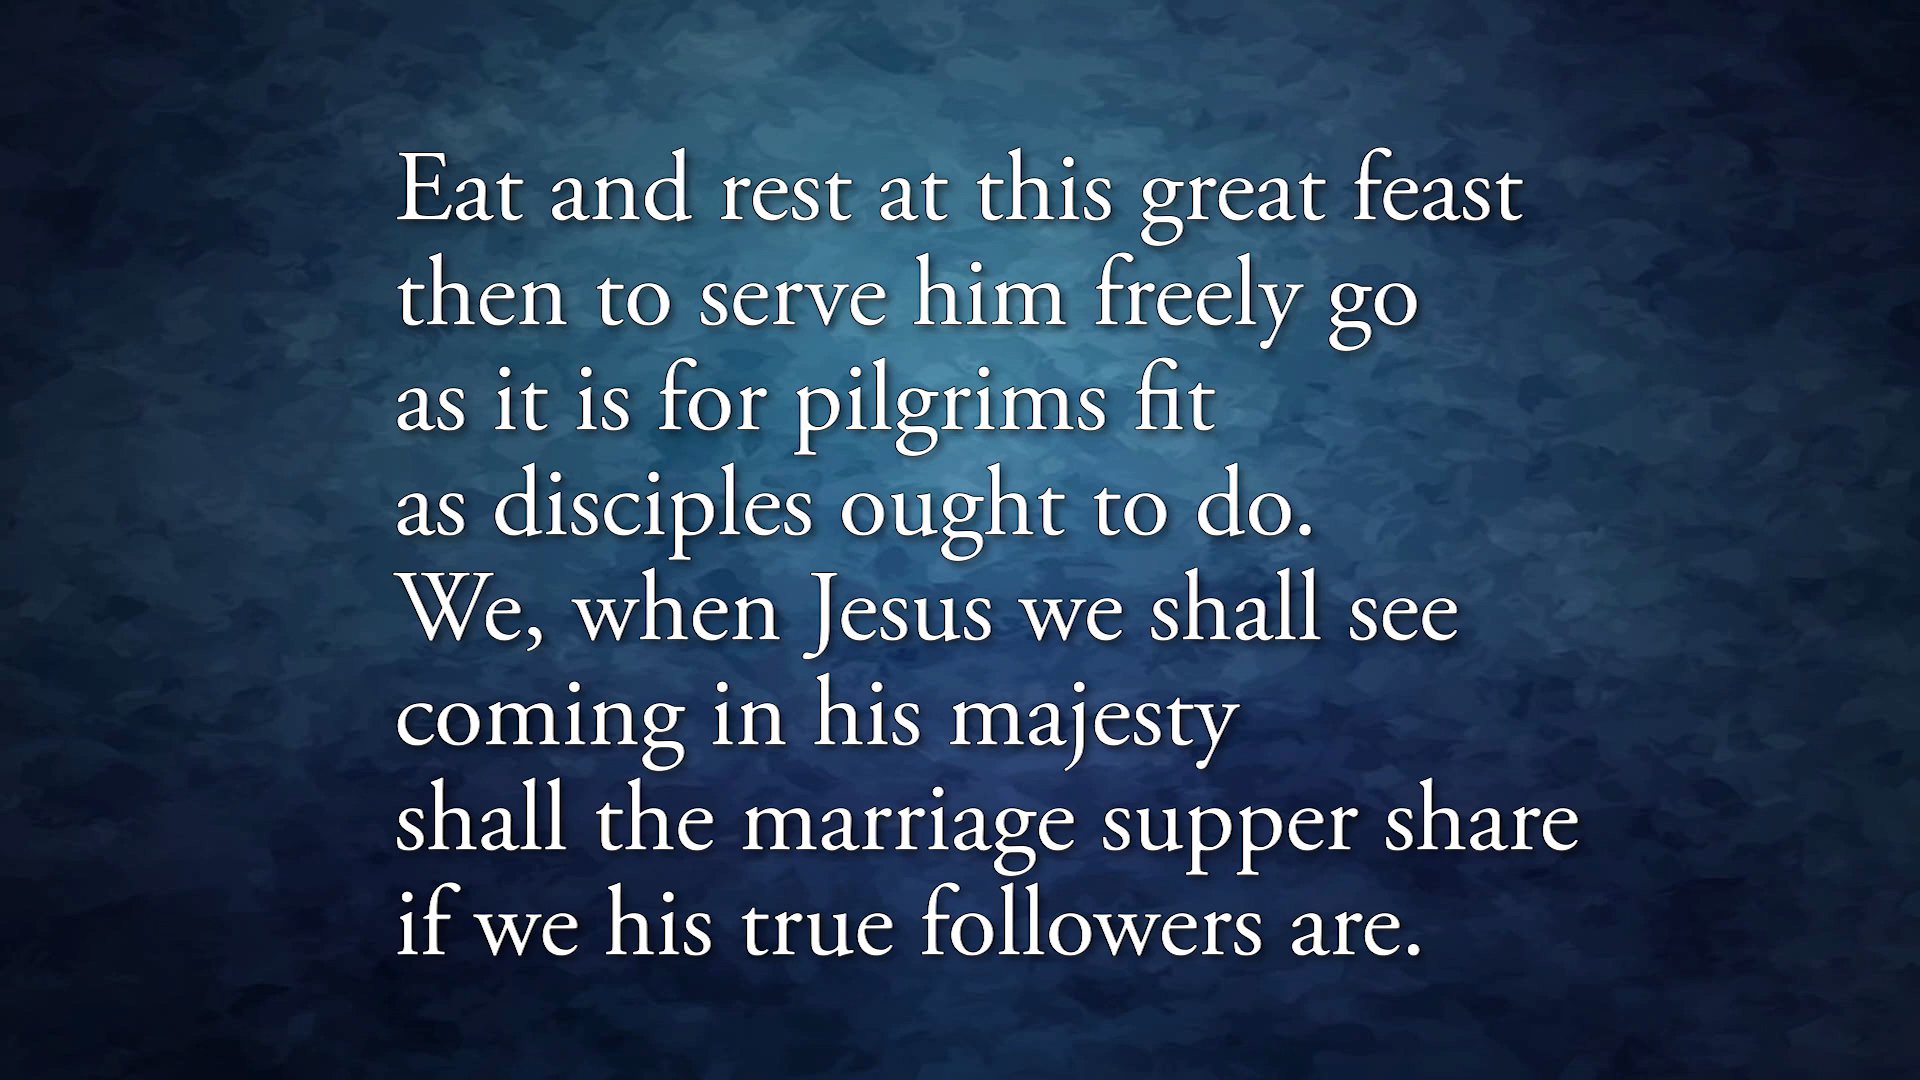 Eat and rest at this great feast
then to serve him freely go
as it is for pilgrims fit
as disciples ought to do.
We, when Jesus we shall see
coming in his majesty
shall the marriage supper share
if we his true followers are.